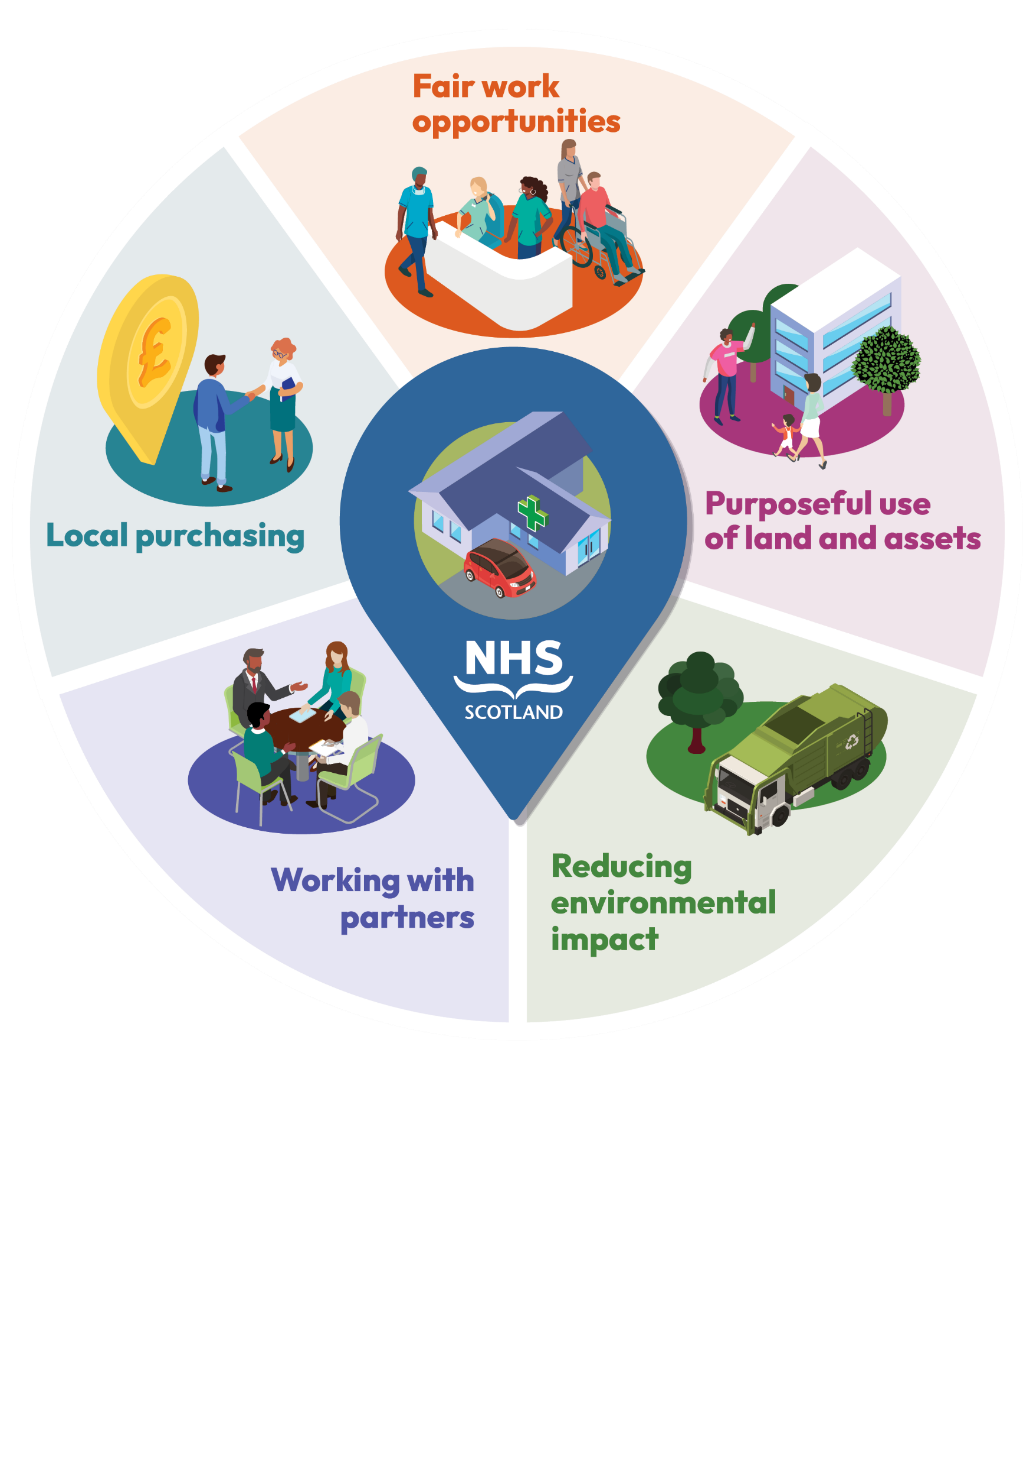 Fair work
opportunities
£
Local purchasing
Purposeful use
of land and assets
NHS
SCOTLAND
Working with
partners
Reducing
environmental
impact